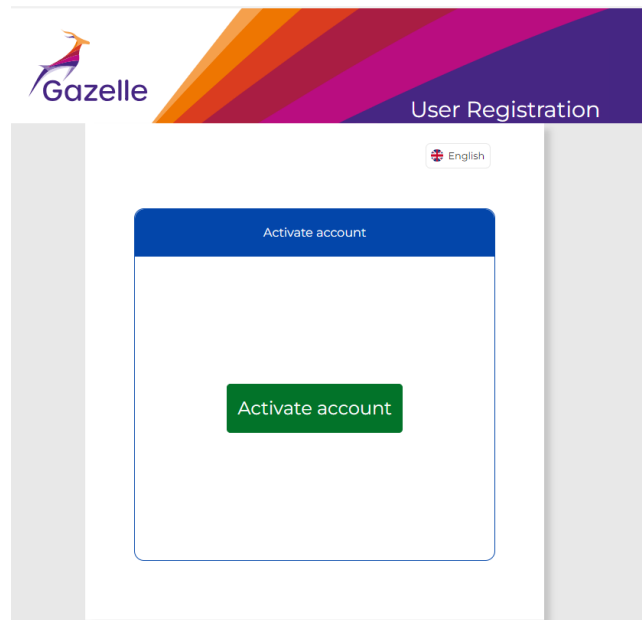 Gazelle
User Registration
English
Activate account
Activate account